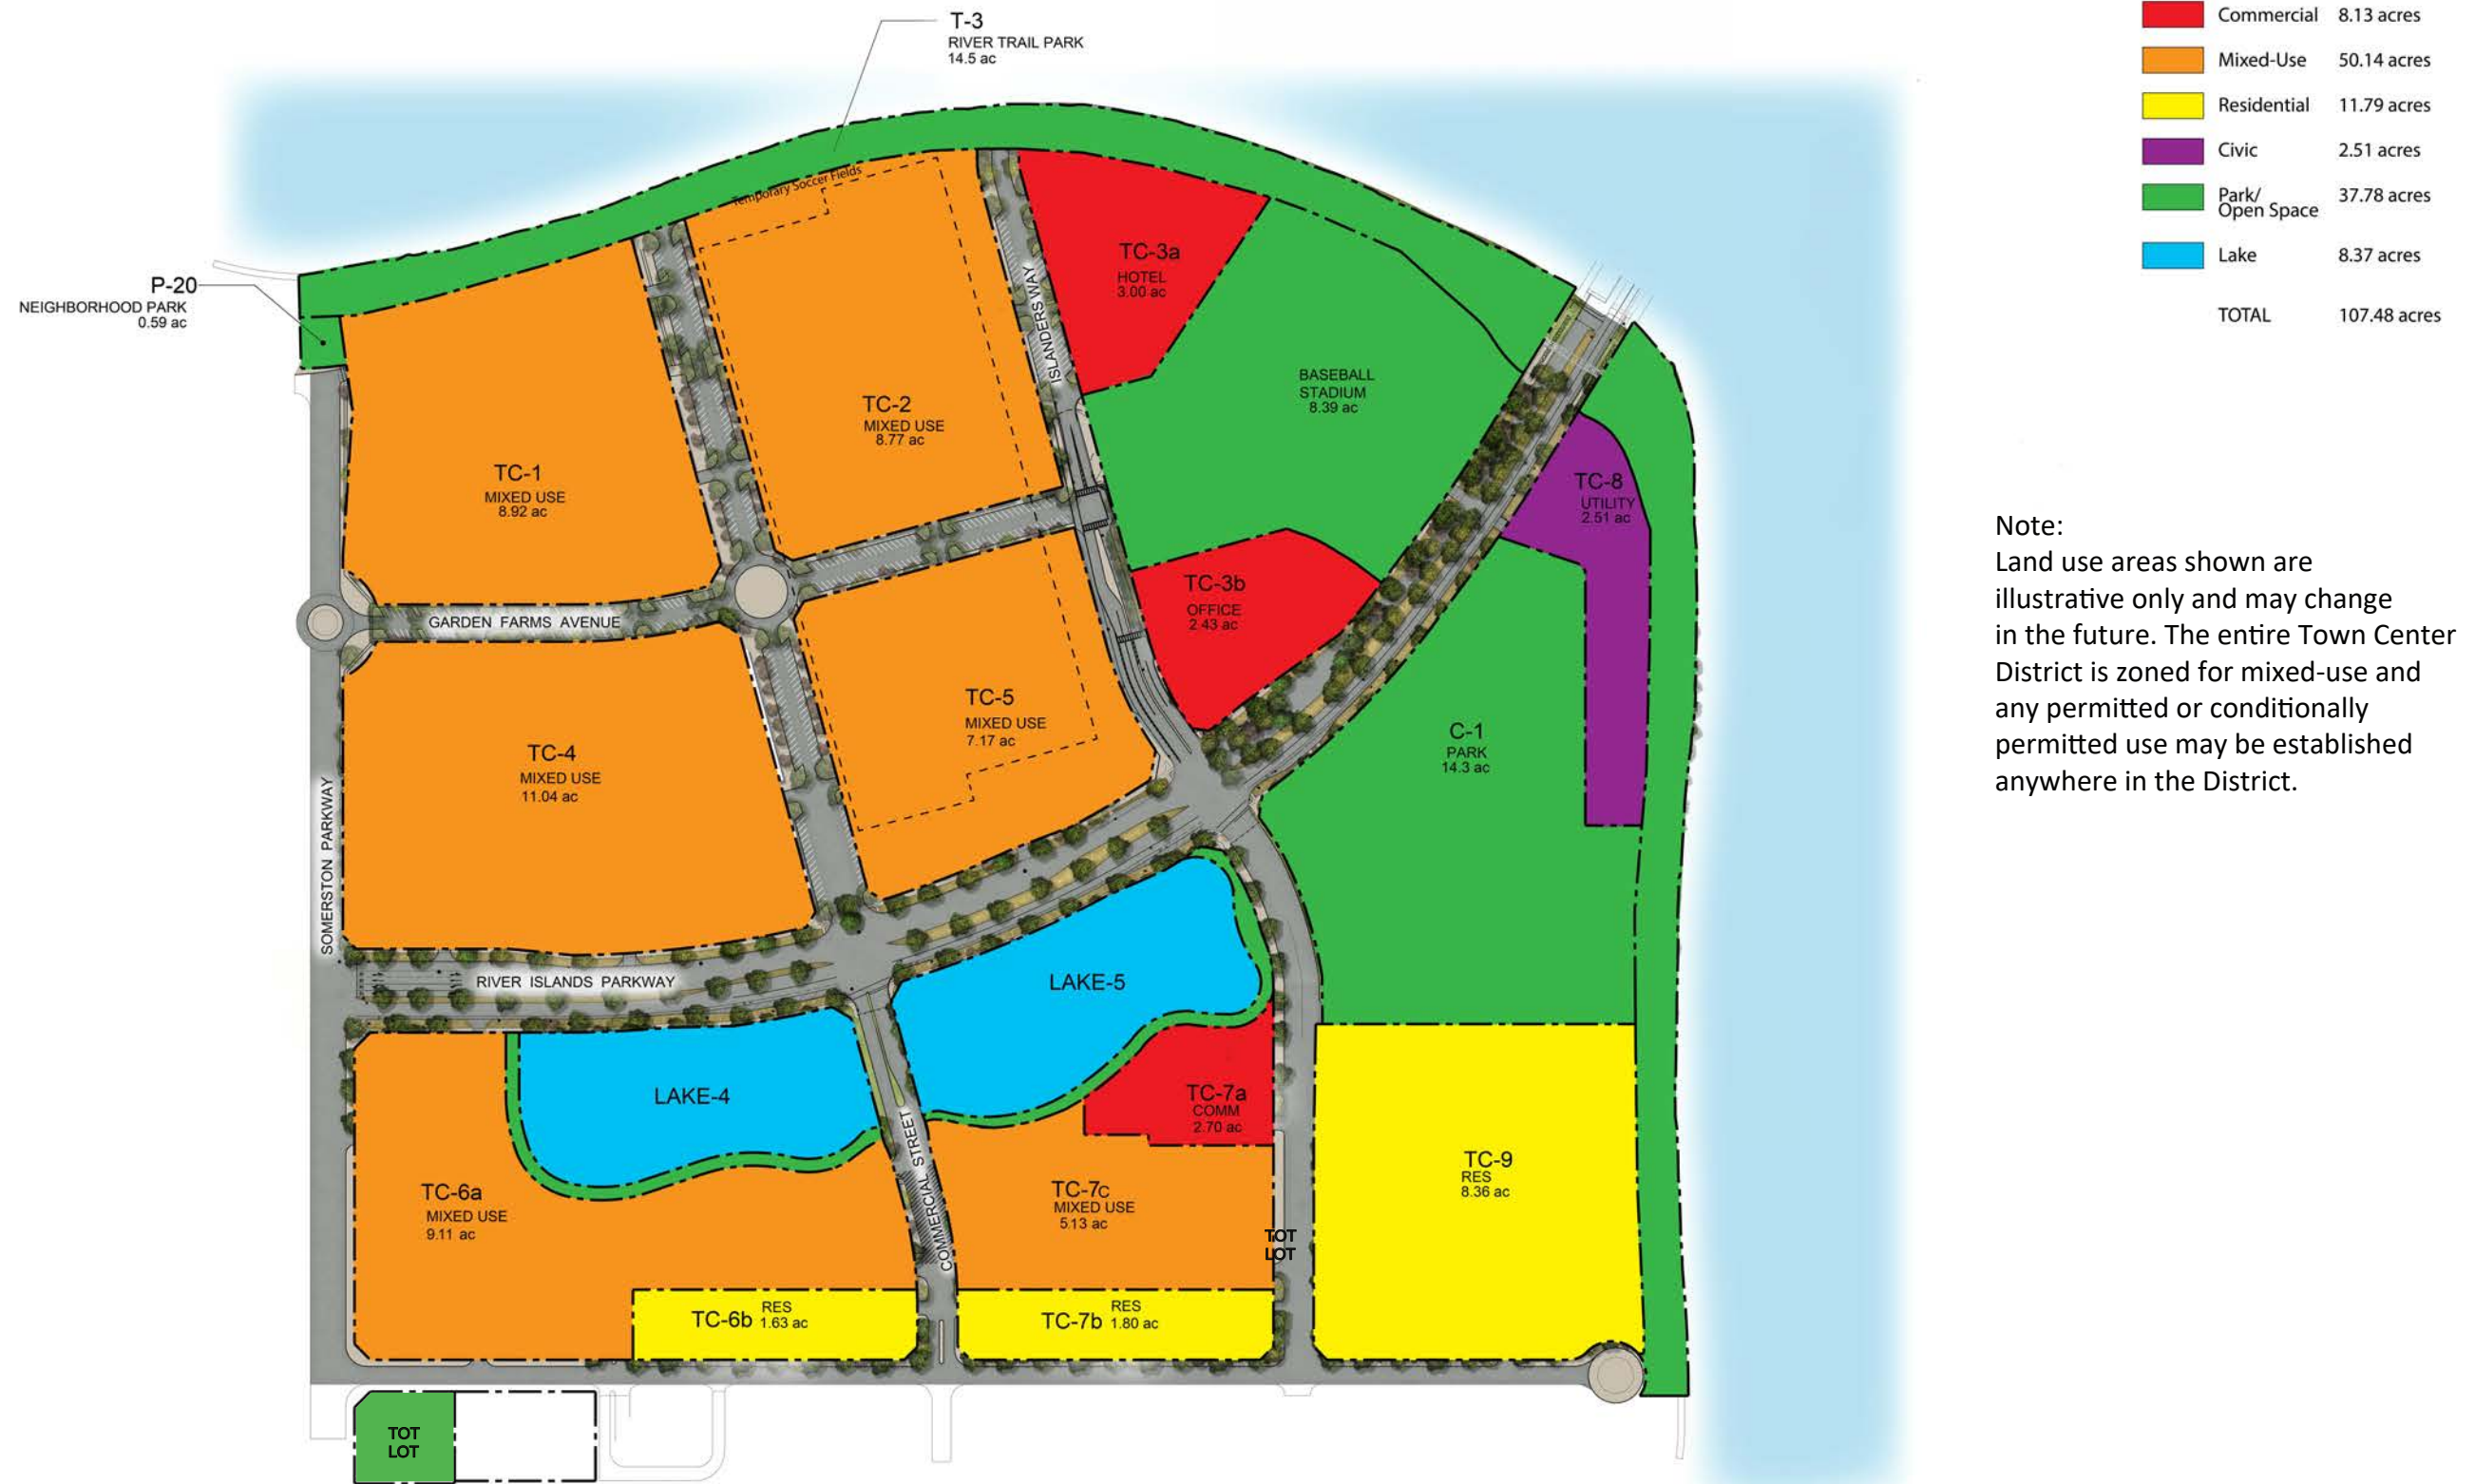 T-3
RIVER TRAIL PARK
14.5 ac
Commercial 8.13 acres
Mixed-Use 50.14 acres
Residential 11.79 acres
Civic 2.51 acres
Park/
Open Space 37.78 acres
Lake 8.37 acres
TOTAL 107.48 acres
P-20
NEIGHBORHOOD PARK
0.59 ac
Temporary Soccer Fields
TC-3a
HOTEL
3.00 ac
ISLANDERS WAY
BASEBALL
STADIUM
8.39 ac
TC-2
MIXED USE
8.77 ac
TC-1
MIXED USE
8.92 ac
TC-8
UTILITY
2.51 ac
Note:
Land use areas shown are
illustrative only and may change
in the future. The entire Town Center
District is zoned for mixed-use and
any permitted or conditionally
permitted use may be established
anywhere in the District.
TC-3b
OFFICE
2.43 ac
GARDEN FARMS AVENUE
TC-5
MIXED USE
7.17 ac
C-1
PARK
14.3 ac
TC-4
MIXED USE
11.04 ac
SOMERSTON PARKWAY
RIVER ISLANDS PARKWAY
LAKE-5
LAKE-4
TC-7a
COMM
2.70 ac
COMMERCIAL STREET
TC-9
RES
8.36 ac
TC-6a
MIXED USE
9.11 ac
TC-7c
MIXED USE
5.13 ac
TOT
LOT
TC-6b RES
1.63 ac
TC-7b RES
1.80 ac
TOT
LOT